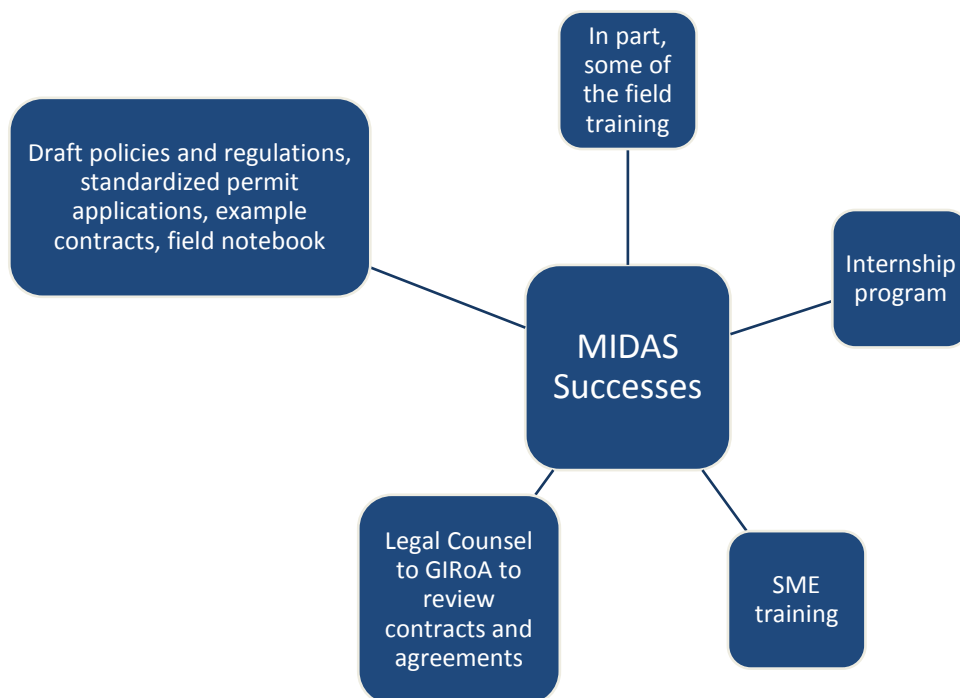 In part,
some of
the field
training
Draft policies and regulations,
standardized permit
applications, example
contracts, field notebook
Internship
program
MIDAS
Successes
Legal Counsel
to GIRoA to
review
contracts and
agreements
SME
training